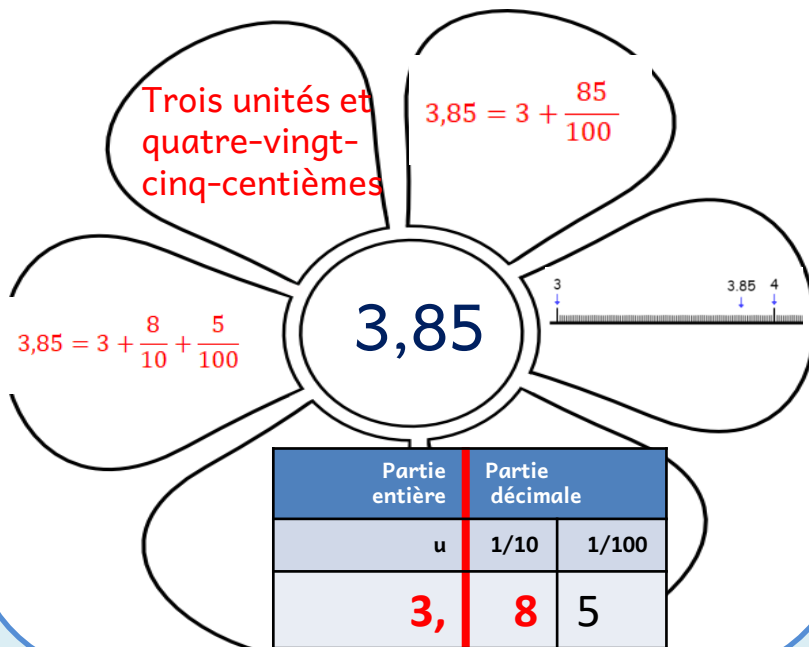 Trois unités et
quatre-vingt-
cinq-centièmes
3,85 = 3 + 85/100
3 3.85 4
3,85 = 3 + 8/10 + 5/100
3,85
Partie entière Partie décimale
u 1/10 1/100
3, 8 5